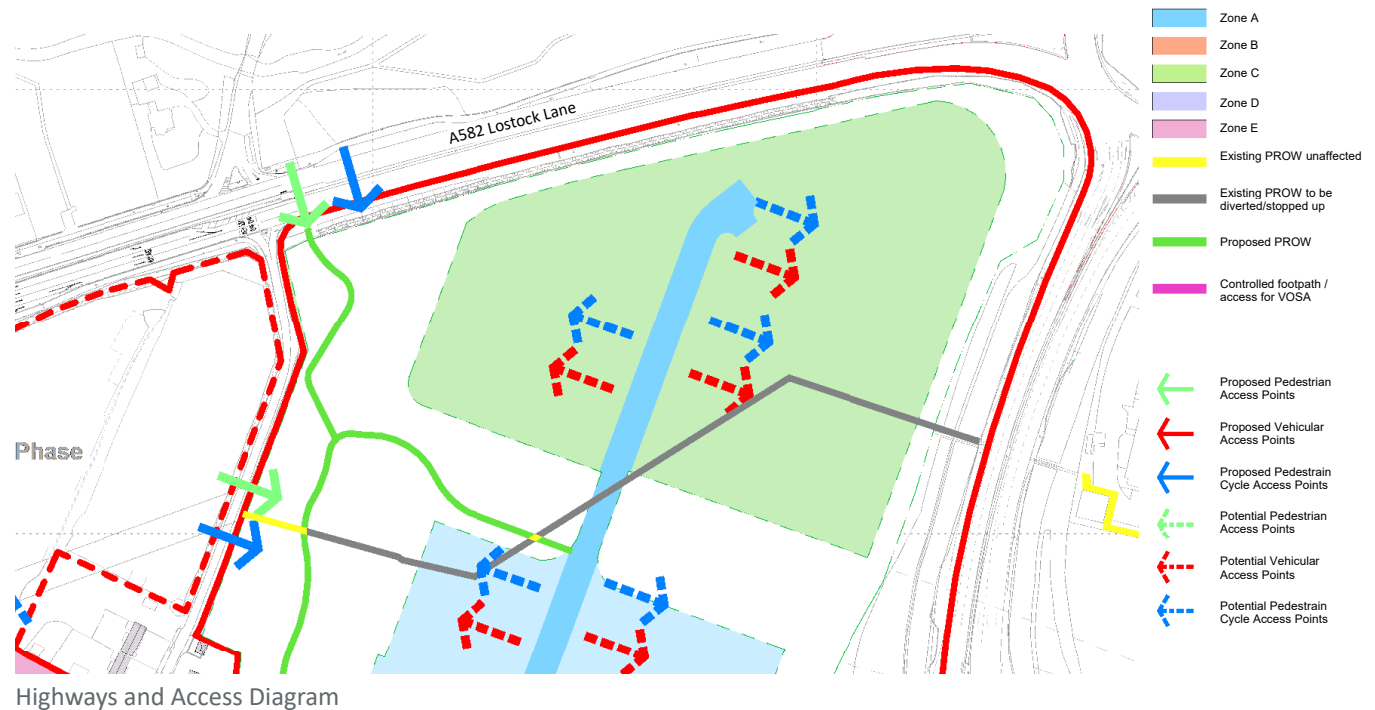 A582 Lostock Lane
Phase
Zone A
Zone B
Zone C
Zone D
Zone E
Existing PROW unaffected
Existing PROW to be
diverted/stopped up
Proposed PROW
Controlled footpath /
access for VOSA
Proposed Pedestrian
Access Points
Proposed Vehicular
Access Points
Proposed Pedestrain
Cycle Access Points
Potential Pedestrian
Access Points
Potential Vehicular
Access Points
Potential Pedestrain
Cycle Access Points
Highways and Access Diagram